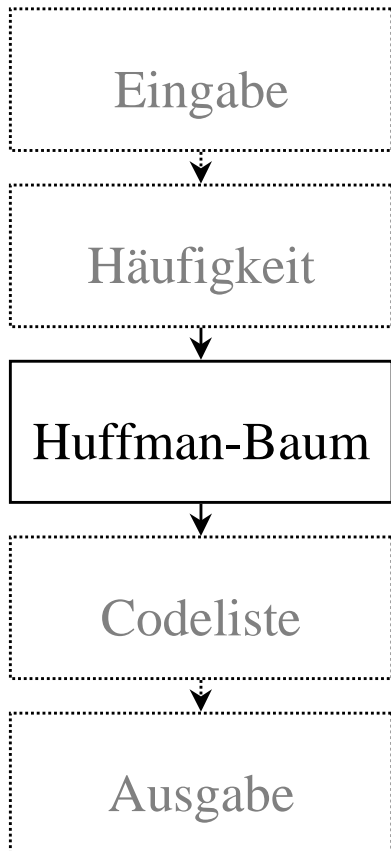 Eingabe
Häufigkeit
Huffman-Baum
Codeliste
Ausgabe